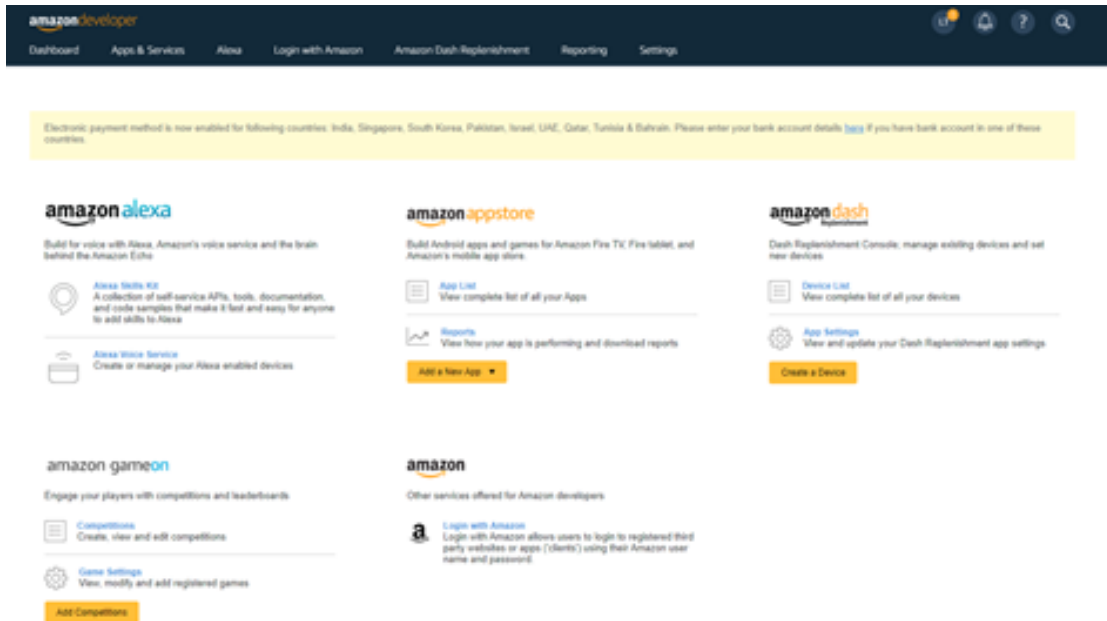 amazondeveloper
LT
?
Dashboard Apps & Services Alexa Login with Amazon Amazon Dash Replenishment Reporting Settings
Electronic payment method is now enabled for following countries: India, Singapore, South Korea, Pakistan, Israel, UAE, Qatar, Tunisia & Bahrain. Please enter your bank account details here if you have bank account in one of these
countries.
amazon alexa
Build for voice with Alexa, Amazon's voice service and the brain
behind the Amazon Echo
Alexa Skills Kit
A collection of self-service APIs, tools, documentation,
and code samples that make it fast and easy for anyone
to add skills to Alexa
Alexa Voice Service
Create or manage your Alexa enabled devices
amazon appstore
Build Android apps and games for Amazon Fire TV, Fire tablet, and
Amazon's mobile app store.
App List
View complete list of all your Apps
Reports
View how your app is performing and download reports
Add a New App
amazon dash
Replenishment
Dash Replenishment Console; manage existing devices and set
new devices
Device List
View complete list of all your devices
App Settings
View and update your Dash Replenishment app settings
Create a Device
amazon gameon
Engage your players with competitions and leaderboards
Competitions
Create, view and edit competitions
Game Settings
View, modify and add registered games
Add Competitions
amazon
Other services offered for Amazon developers
a
Login with Amazon
Login with Amazon allows users to login to registered third
party websites or apps ('clients') using their Amazon user
name and password.